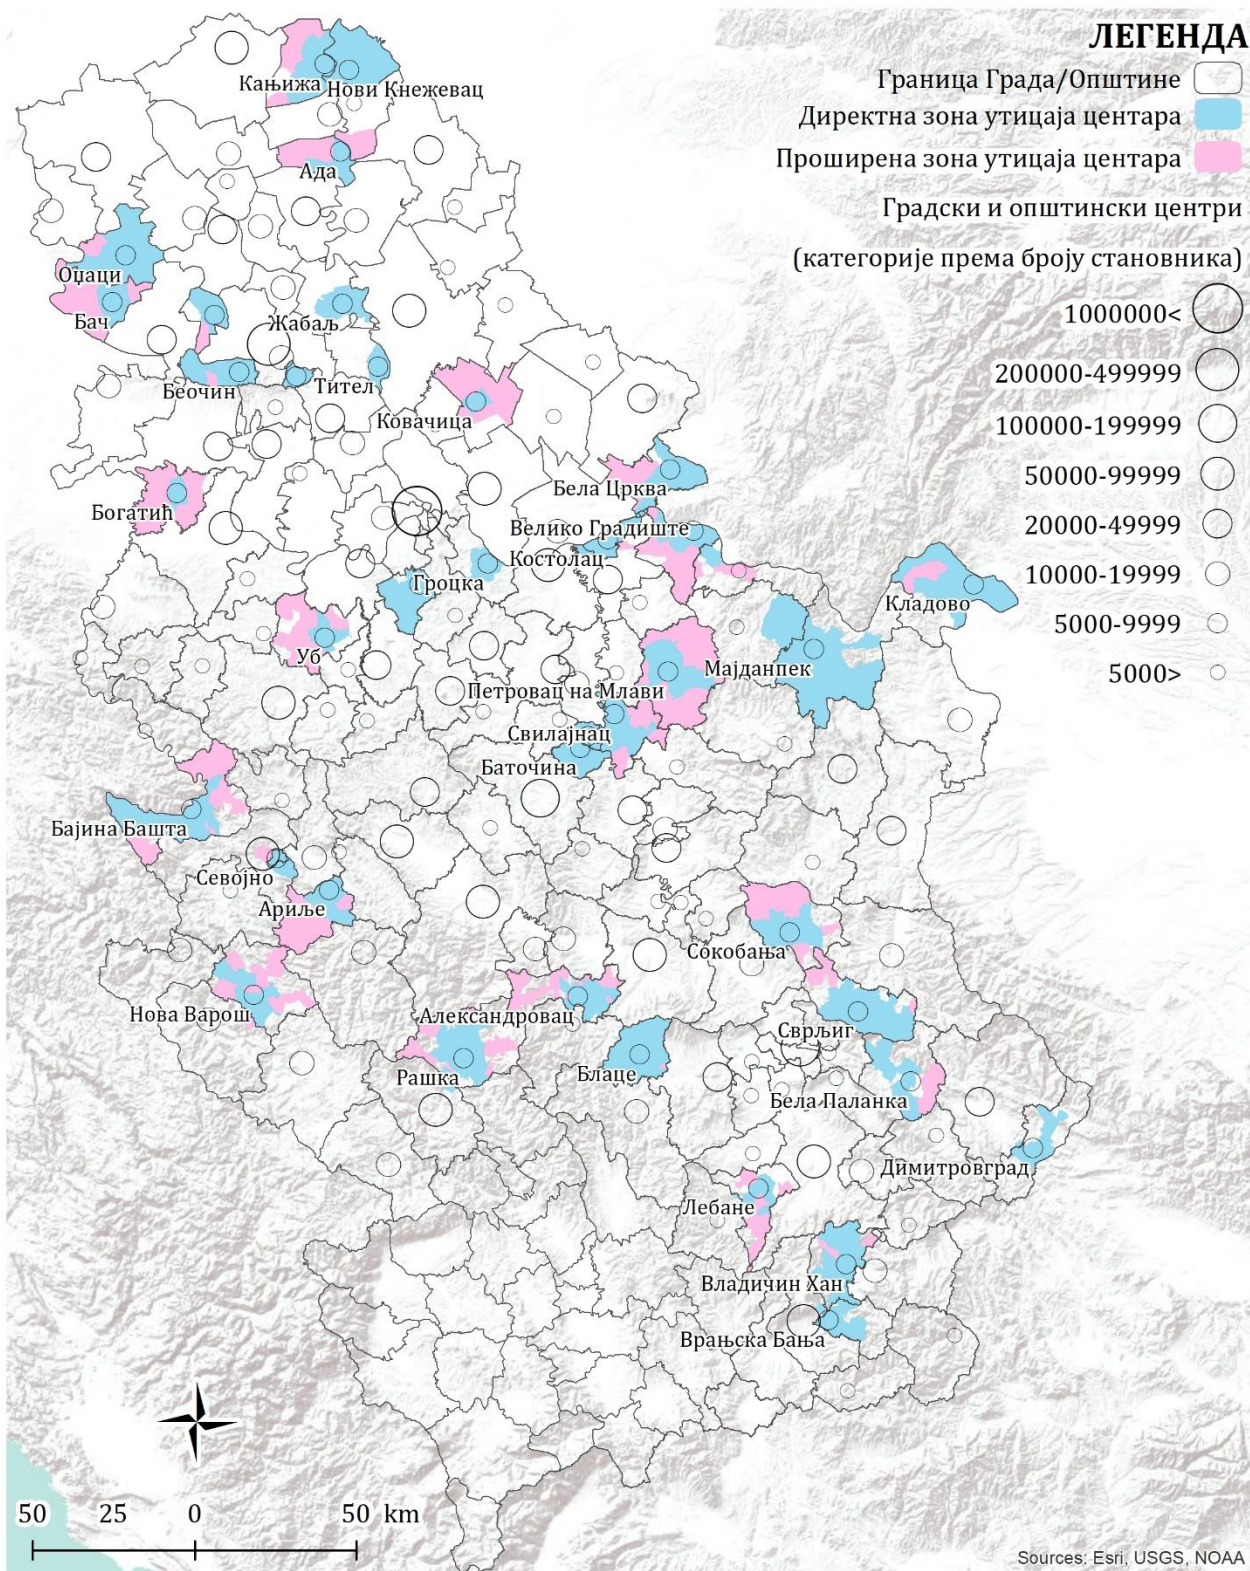 ЛЕГЕНДА
Граница Града/Општине
Директна зона утицаја центара
Проширена зона утицаја центара
Градски и општински центри
(категорије према броју становника)
1000000<
200000-499999
100000-199999
50000-99999
20000-49999
10000-19999
5000-9999
5000>
Кањижа
Нови Кнежевац
Ада
Оџаци
Бач
Жабаљ
Беочин
Тител
Ковачица
Бела Црква
Богатић
Велико Градиште
Костолац
Гроцка
Кладово
Уб
Мајданпек
Петровац на Млави
Свилајнац
Баточина
Бајина Башта
Севојно
Ариље
Сокобања
Нова Варош
Александровац
Сврљиг
Рашка
Блаце
Бела Паланка
Димитровград
Лебане
Владичин Хан
Врањска Бања
50 25 0 50 km
Sources: Esri, USGS, NOAA